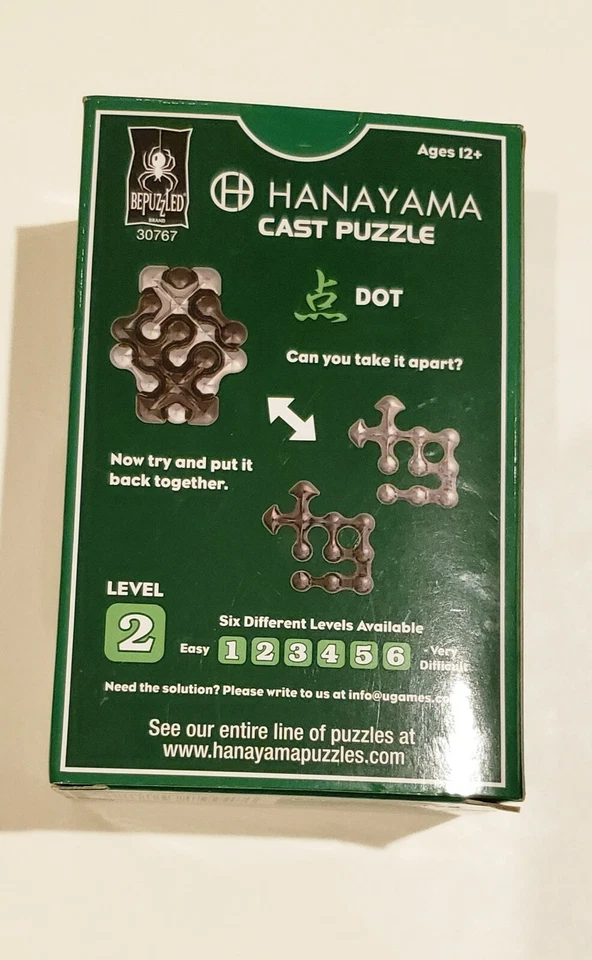 Ages 12+
BEPUZZLED
BRAND
30767
HANAYAMA
CAST PUZZLE
点 DOT
Can you take it apart?
Now try and put it
back together.
LEVEL
2
Six Different Levels Available
Easy 1 2 3 4 5 6 - Very
Difficult
Need the solution? Please write to us at info@ugames.co
See our entire line of puzzles at
www.hanayamapuzzles.com